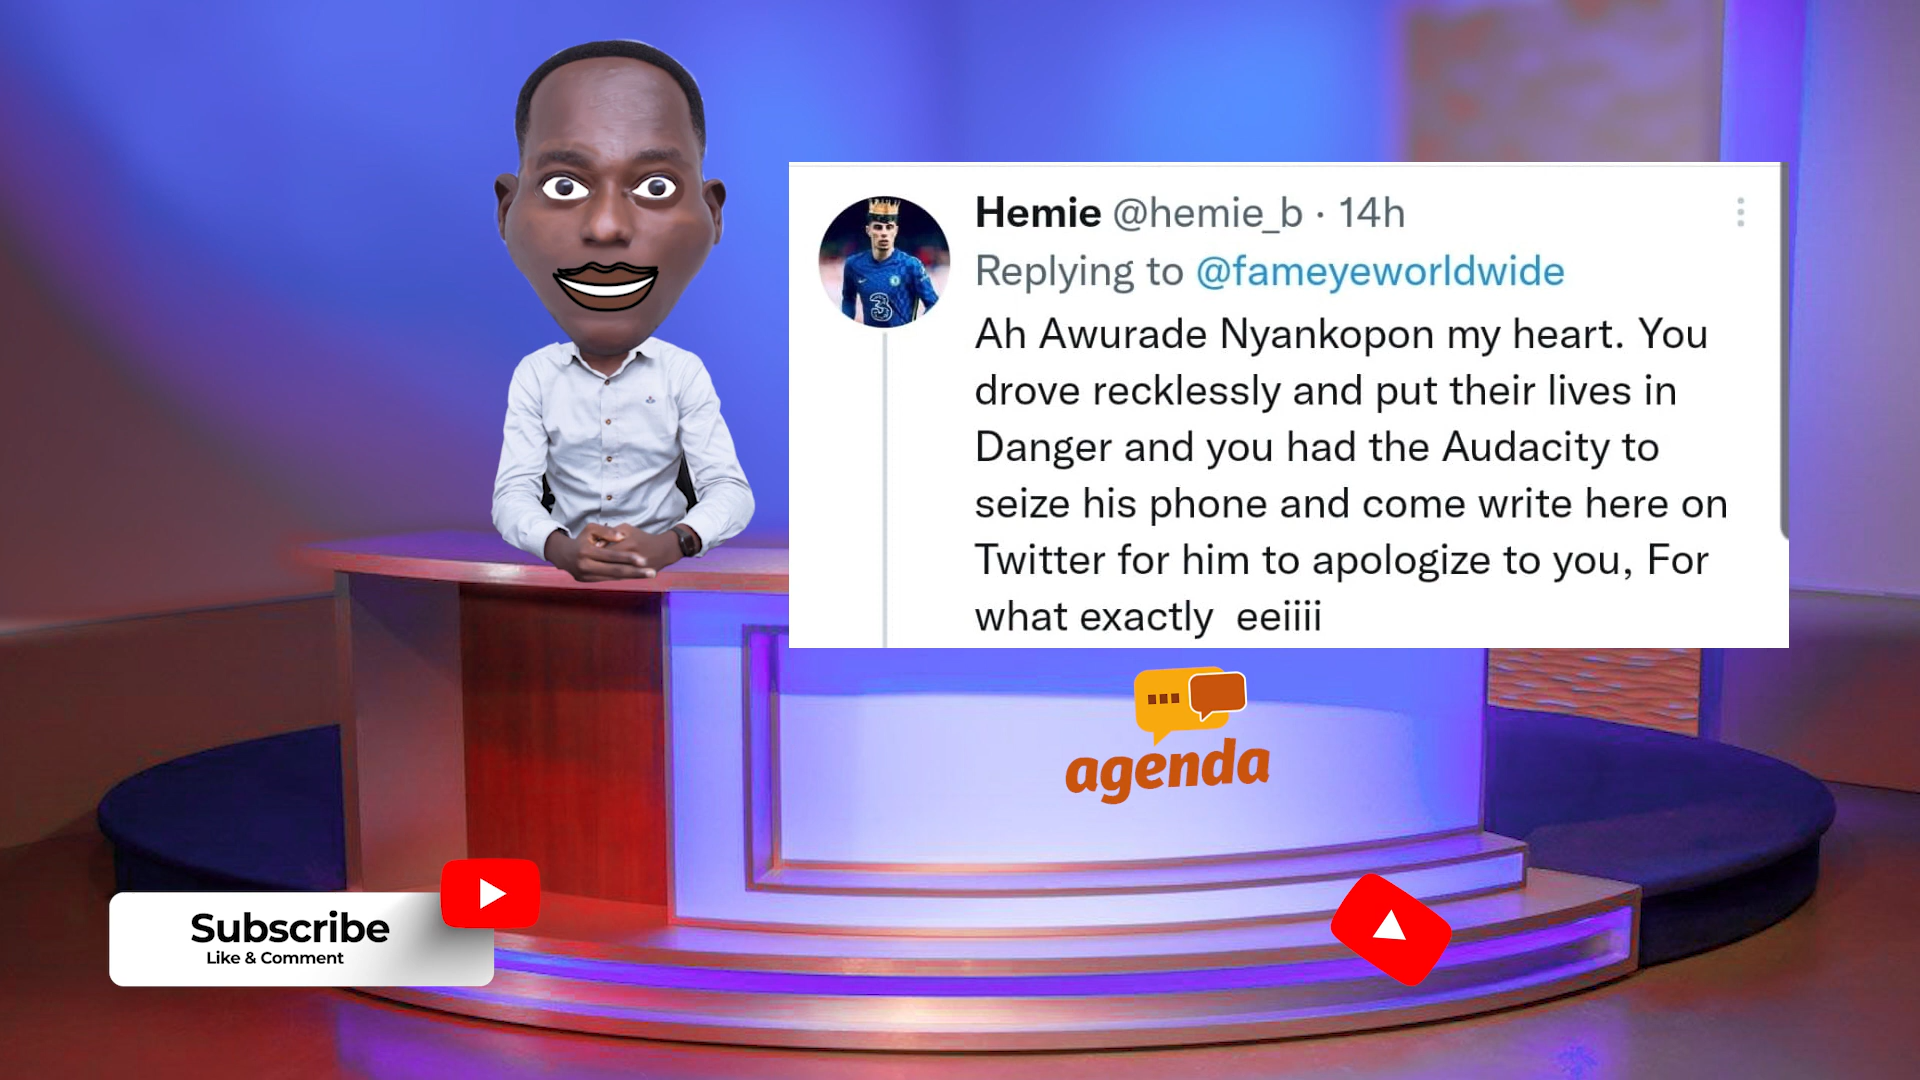 Hemie @hemie_b · 14h
Replying to @fameyeworldwide
Ah Awurade Nyankopon my heart. You
drove recklessly and put their lives in
Danger and you had the Audacity to
seize his phone and come write here on
Twitter for him to apologize to you, For
what exactly eeiiii
agenda
Subscribe
Like & Comment